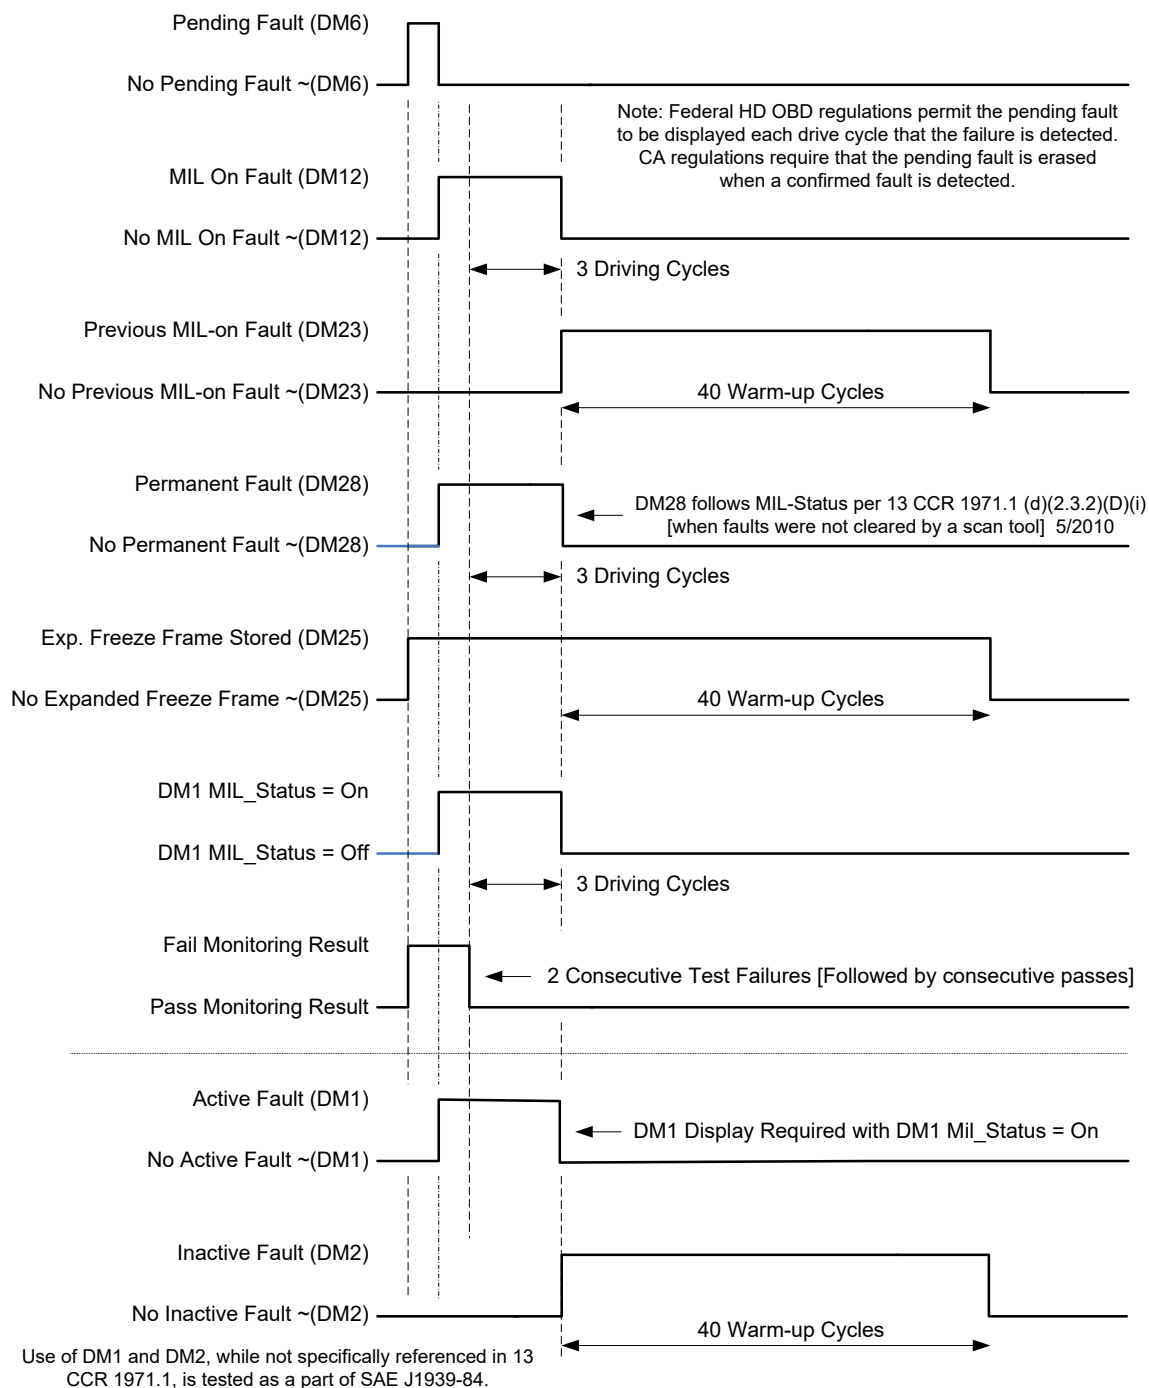 Pending Fault (DM6)
No Pending Fault ~(DM6)
Note: Federal HD OBD regulations permit the pending fault
to be displayed each drive cycle that the failure is detected.
CA regulations require that the pending fault is erased
when a confirmed fault is detected.
MIL On Fault (DM12)
No MIL On Fault ~(DM12)
3 Driving Cycles
Previous MIL-on Fault (DM23)
No Previous MIL-on Fault ~(DM23)
40 Warm-up Cycles
Permanent Fault (DM28)
DM28 follows MIL-Status per 13 CCR 1971.1 (d)(2.3.2)(D)(i)
[when faults were not cleared by a scan tool]  5/2010
No Permanent Fault ~(DM28)
3 Driving Cycles
Exp. Freeze Frame Stored (DM25)
No Expanded Freeze Frame ~(DM25)
40 Warm-up Cycles
DM1 MIL_Status = On
DM1 MIL_Status = Off
3 Driving Cycles
Fail Monitoring Result
2 Consecutive Test Failures [Followed by consecutive passes]
Pass Monitoring Result
Active Fault (DM1)
DM1 Display Required with DM1 Mil_Status = On
No Active Fault ~(DM1)
Inactive Fault (DM2)
No Inactive Fault ~(DM2)
40 Warm-up Cycles
Use of DM1 and DM2, while not specifically referenced in 13
CCR 1971.1, is tested as a part of SAE J1939-84.